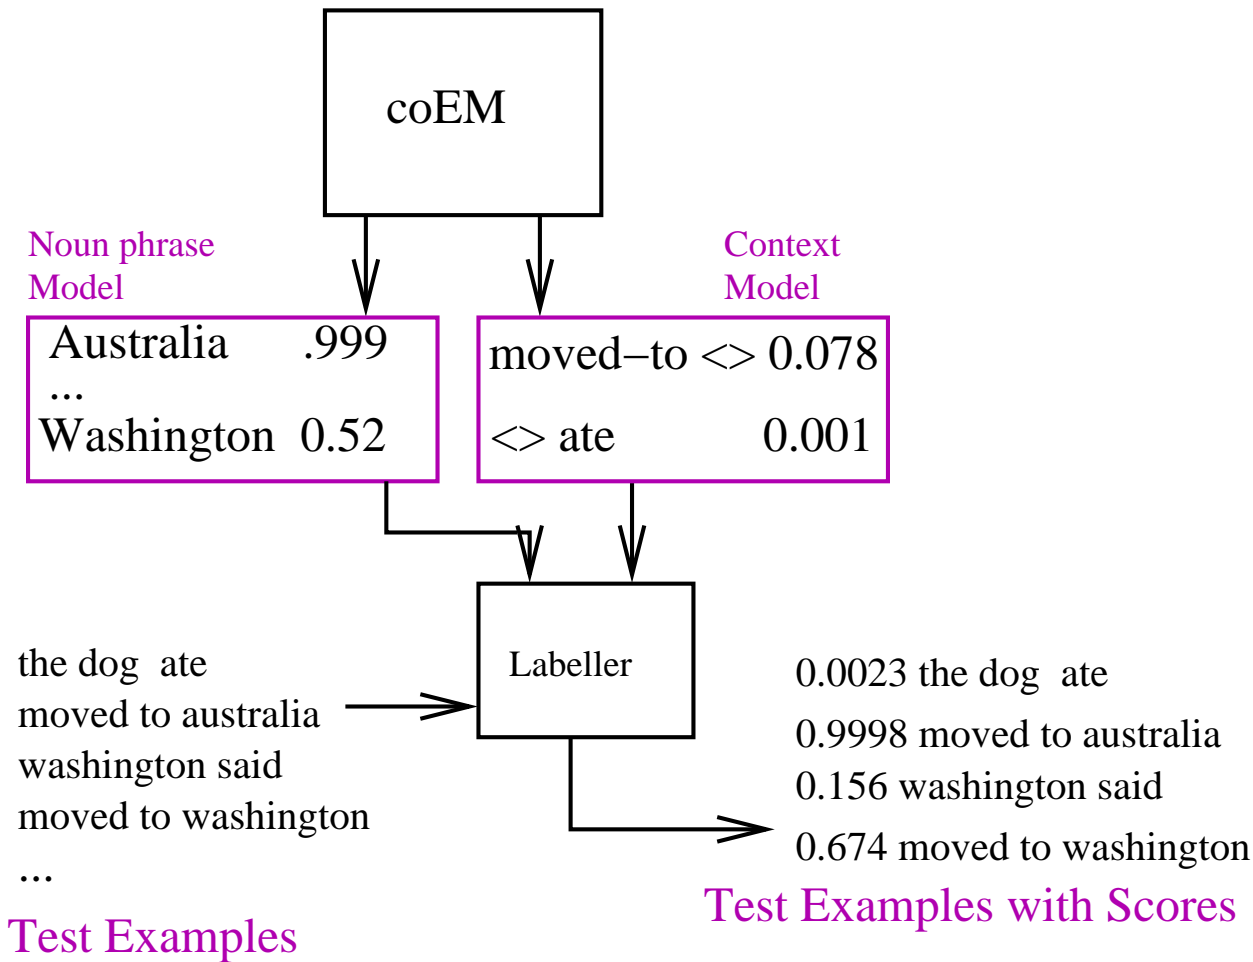 coEM
Noun phrase
Model
Context
Model
Australia .999
...
Washington 0.52
moved−to <> 0.078
<> ate 0.001
Labeller
the dog ate
moved to australia
washington said
moved to washington
...
Test Examples
0.0023 the dog ate
0.9998 moved to australia
0.156 washington said
0.674 moved to washington
Test Examples with Scores